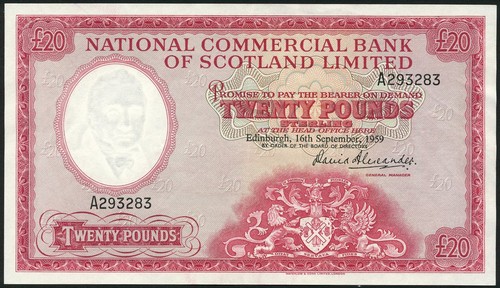 £20
£20
NATIONAL COMMERCIAL BANK
OF SCOTLAND LIMITED
A293283
PROMISE TO PAY THE BEARER ON DEMAND
TWENTY POUNDS
STERLING
AT THE HEAD OFFICE HERE
Edinburgh, 16th September, 1959
BY ORDER OF THE BOARD OF DIRECTORS
David Alexander
GENERAL MANAGER
A293283
TWENTY POUNDS
£20